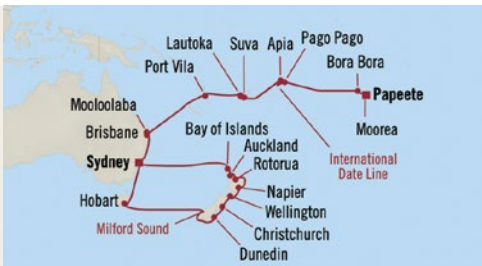 Lautoka
Suva
Apia
Pago Pago
Port Vila
Bora Bora
Papeete
Mooloolaba
Moorea
Brisbane
Bay of Islands
Auckland
International
Date Line
Sydney
Rotorua
Napier
Hobart
Wellington
Milford Sound
Christchurch
Dunedin